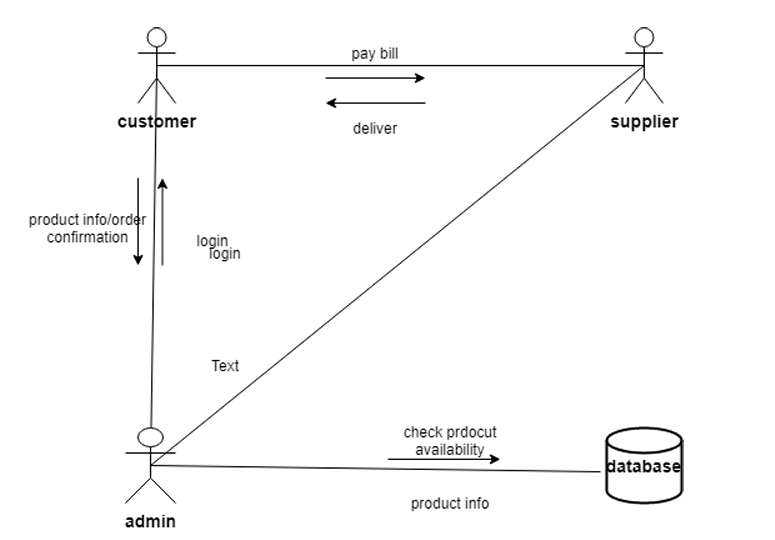 pay bill
customer
supplier
deliver
product info/order
confirmation
login
login
Text
check prdocut
availability
database
product info
admin